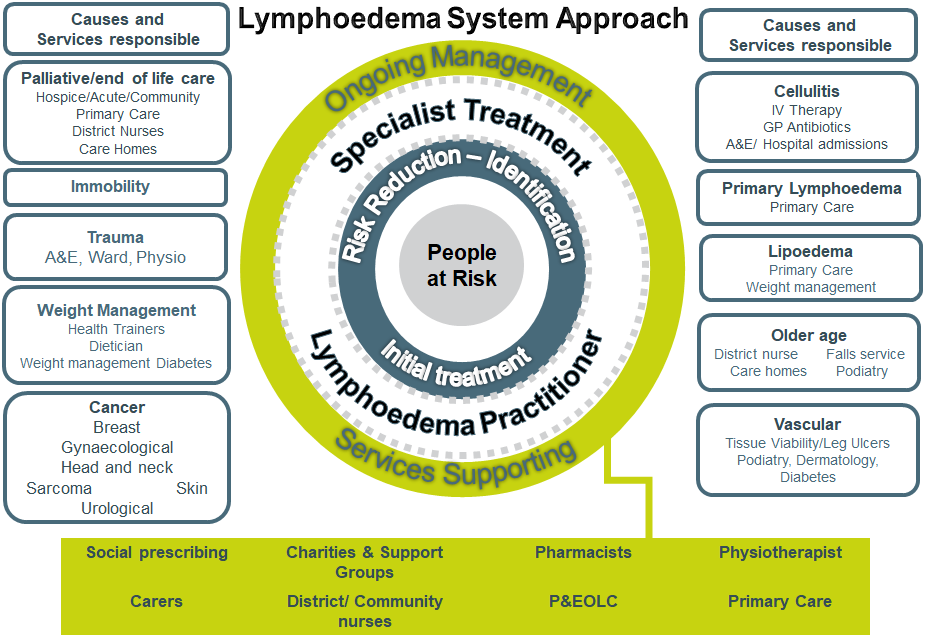 Lymphoedema System Approach
Causes and
Services responsible
Palliative/end of life care
Hospice/Acute/Community
Primary Care
District Nurses
Care Homes
Immobility
Trauma
A&E, Ward, Physio
Weight Management
Health Trainers
Dietician
Weight management Diabetes
Cancer
Breast
Gynaecological
Head and neck
Sarcoma Skin
Urological
Ongoing Management
Specialist Treatment
Risk Reduction – Identification
People
at Risk
Initial treatment
Lymphoedema Practitioner
Services Supporting
Causes and
Services responsible
Cellulitis
IV Therapy
GP Antibiotics
A&E/ Hospital admissions
Primary Lymphoedema
Primary Care
Lipoedema
Primary Care
Weight management
Older age
District nurse Falls service
Care homes Podiatry
Vascular
Tissue Viability/Leg Ulcers
Podiatry, Dermatology,
Diabetes
Social prescribing
Charities & Support
Groups
Pharmacists
Physiotherapist
Carers
District/ Community
nurses
P&EOLC
Primary Care